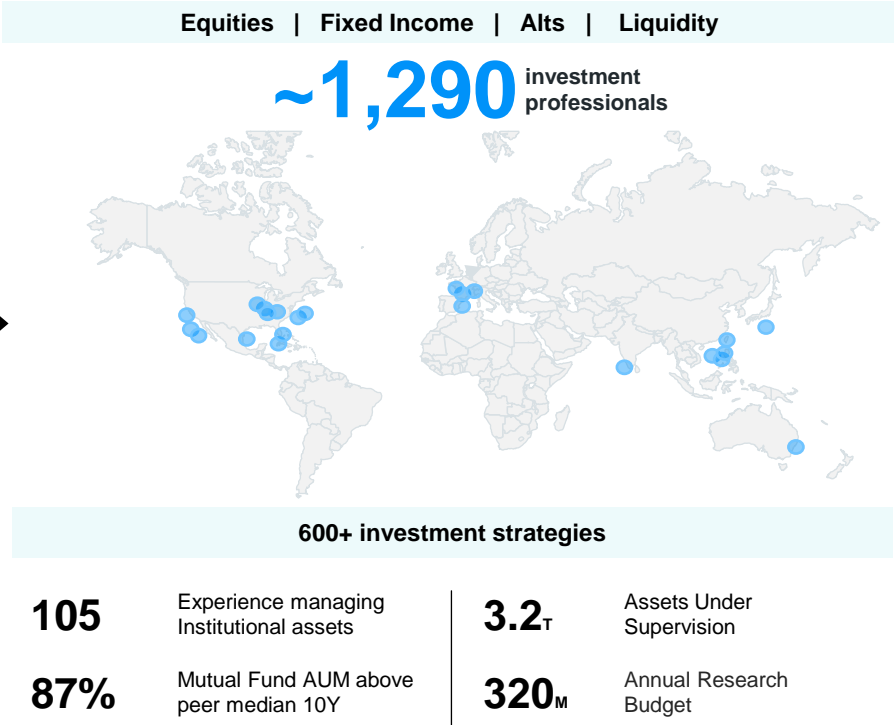 Equities | Fixed Income | Alts | Liquidity
~1,290 investment
professionals
600+ investment strategies
105 Experience managing
Institutional assets
3.2T Assets Under
Supervision
87% Mutual Fund AUM above
peer median 10Y
320M Annual Research
Budget